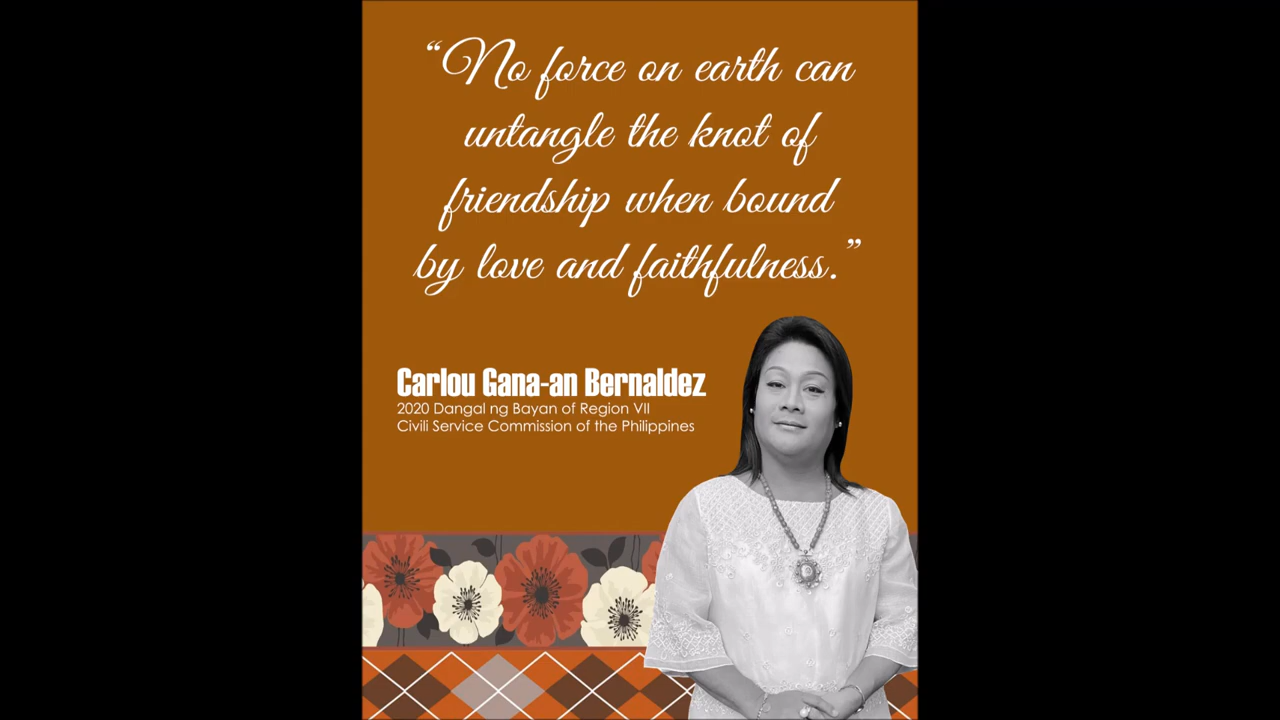 “No force on earth can
untangle the knot of
friendship when bound
by love and faithfulness.”
Carlou Gana-an Bernaldez
2020 Dangal ng Bayan of Region VII
Civili Service Commission of the Philippines